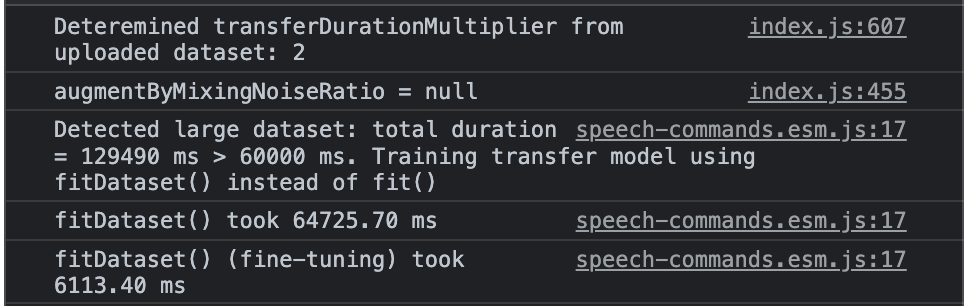 Deteremined transferDurationMultiplier from index.js:607
uploaded dataset: 2
augmentByMixingNoiseRatio = null index.js:455
Detected large dataset: total duration speech-commands.esm.js:17
= 129490 ms > 60000 ms. Training transfer model using
fitDataset() instead of fit()
fitDataset() took 64725.70 ms speech-commands.esm.js:17
fitDataset() (fine-tuning) took speech-commands.esm.js:17
6113.40 ms